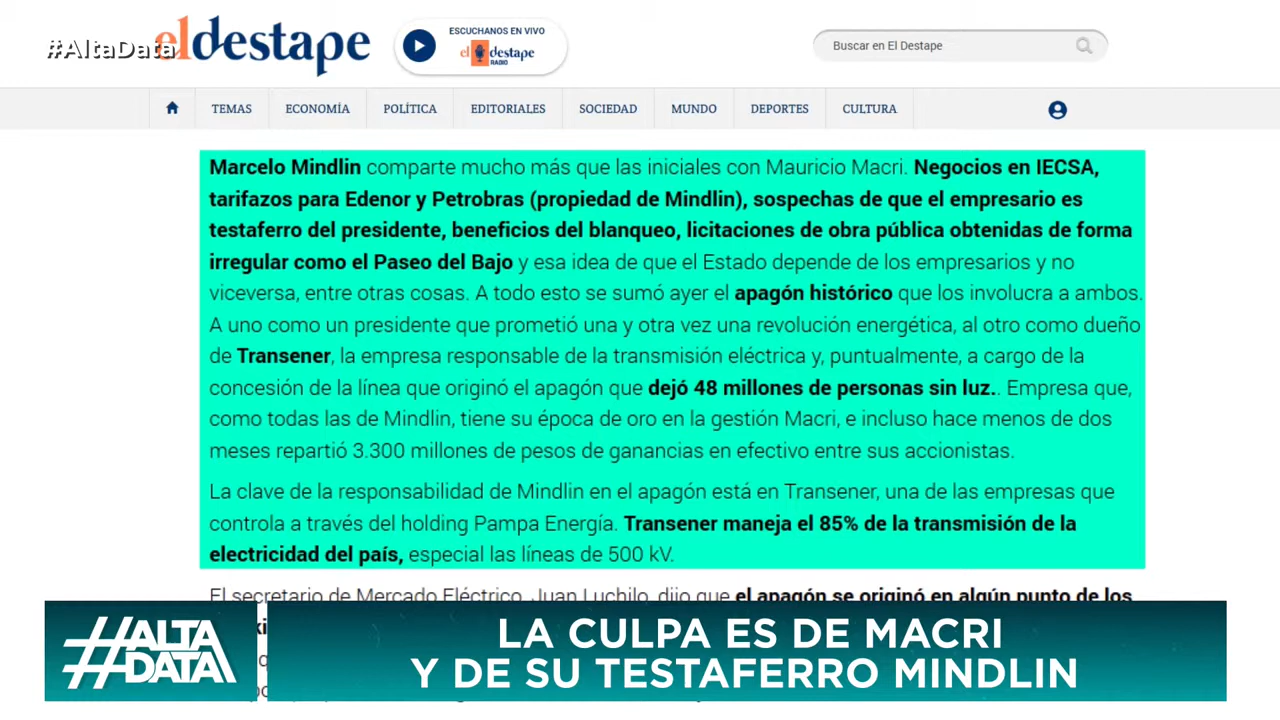 #AltaData
el destape
ESCUCHANOS EN VIVO
el destape
RADIO
Buscar en El Destape
TEMAS
ECONOMÍA
POLÍTICA
EDITORIALES
SOCIEDAD
MUNDO
DEPORTES
CULTURA
Marcelo Mindlin comparte mucho más que las iniciales con Mauricio Macri. Negocios en IECSA,
tarifazos para Edenor y Petrobras (propiedad de Mindlin), sospechas de que el empresario es
testaferro del presidente, beneficios del blanqueo, licitaciones de obra pública obtenidas de forma
irregular como el Paseo del Bajo y esa idea de que el Estado depende de los empresarios y no
viceversa, entre otras cosas. A todo esto se sumó ayer el apagón histórico que los involucra a ambos.
A uno como un presidente que prometió una y otra vez una revolución energética, al otro como dueño
de Transener, la empresa responsable de la transmisión eléctrica y, puntualmente, a cargo de la
concesión de la línea que originó el apagón que dejó 48 millones de personas sin luz.. Empresa que,
como todas las de Mindlin, tiene su época de oro en la gestión Macri, e incluso hace menos de dos
meses repartió 3.300 millones de pesos de ganancias en efectivo entre sus accionistas.
La clave de la responsabilidad de Mindlin en el apagón está en Transener, una de las empresas que
controla a través del holding Pampa Energía. Transener maneja el 85% de la transmisión de la
electricidad del país, especial las líneas de 500 kV.
El secretario de Mercado Eléctrico, Juan Luchilo, dijo que el apagón se originó en algún punto de los
#ALTA
DATA
LA CULPA ES DE MACRI
Y DE SU TESTAFERRO MINDLIN